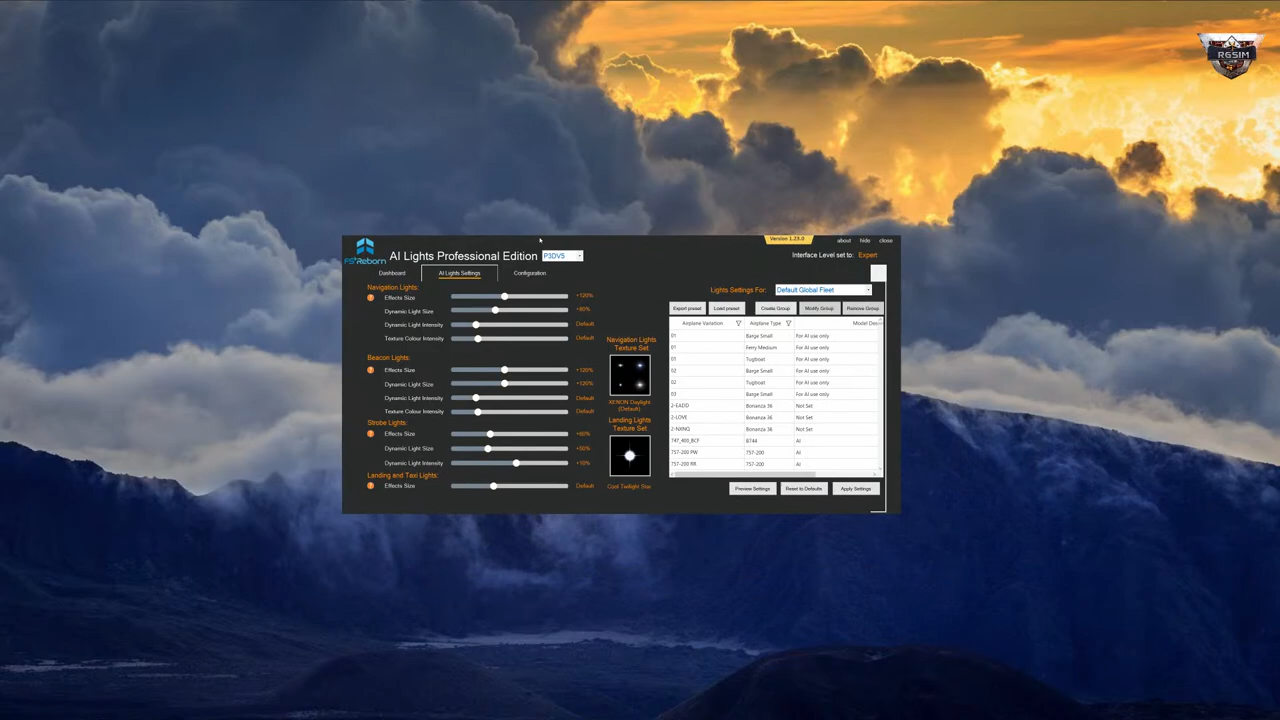 R6SIM
Version 1.23.0
about hide close
FSReborn
AI Lights Professional Edition P3DV5
Interface Level set to: Expert
Dashboard AI Lights Settings Configuration
Navigation Lights:
Effects Size +120%
Dynamic Light Size +80%
Dynamic Light Intensity Default
Texture Colour Intensity Default
Beacon Lights:
Effects Size +120%
Dynamic Light Size +120%
Dynamic Light Intensity Default
Texture Colour Intensity Default
Strobe Lights:
Effects Size +60%
Dynamic Light Size +50%
Dynamic Light Intensity +10%
Landing and Taxi Lights:
Effects Size Default
Navigation Lights
Texture Set
XENON Daylight
(Default)
Landing Lights
Texture Set
Cust Twilight Star
Lights Settings For: Default Global Fleet
Export preset Load preset Create Group Modify Group Remove Group
Airplane Variation Airplane Type Model Des
01 Barge Small For AI use only
01 Ferry Medium For AI use only
01 Tugboat For AI use only
02 Barge Small For AI use only
02 Tugboat For AI use only
03 Barge Small For AI use only
2-EADD Bonanza 36 Not Set
2-LOVE Bonanza 36 Not Set
2-NXNG Bonanza 36 Not Set
747_400_BCF B744 AI
757-200 PW 757-200 AI
757-200 RR 757-200 AI
Preview Settings Reset to Defaults Apply Settings